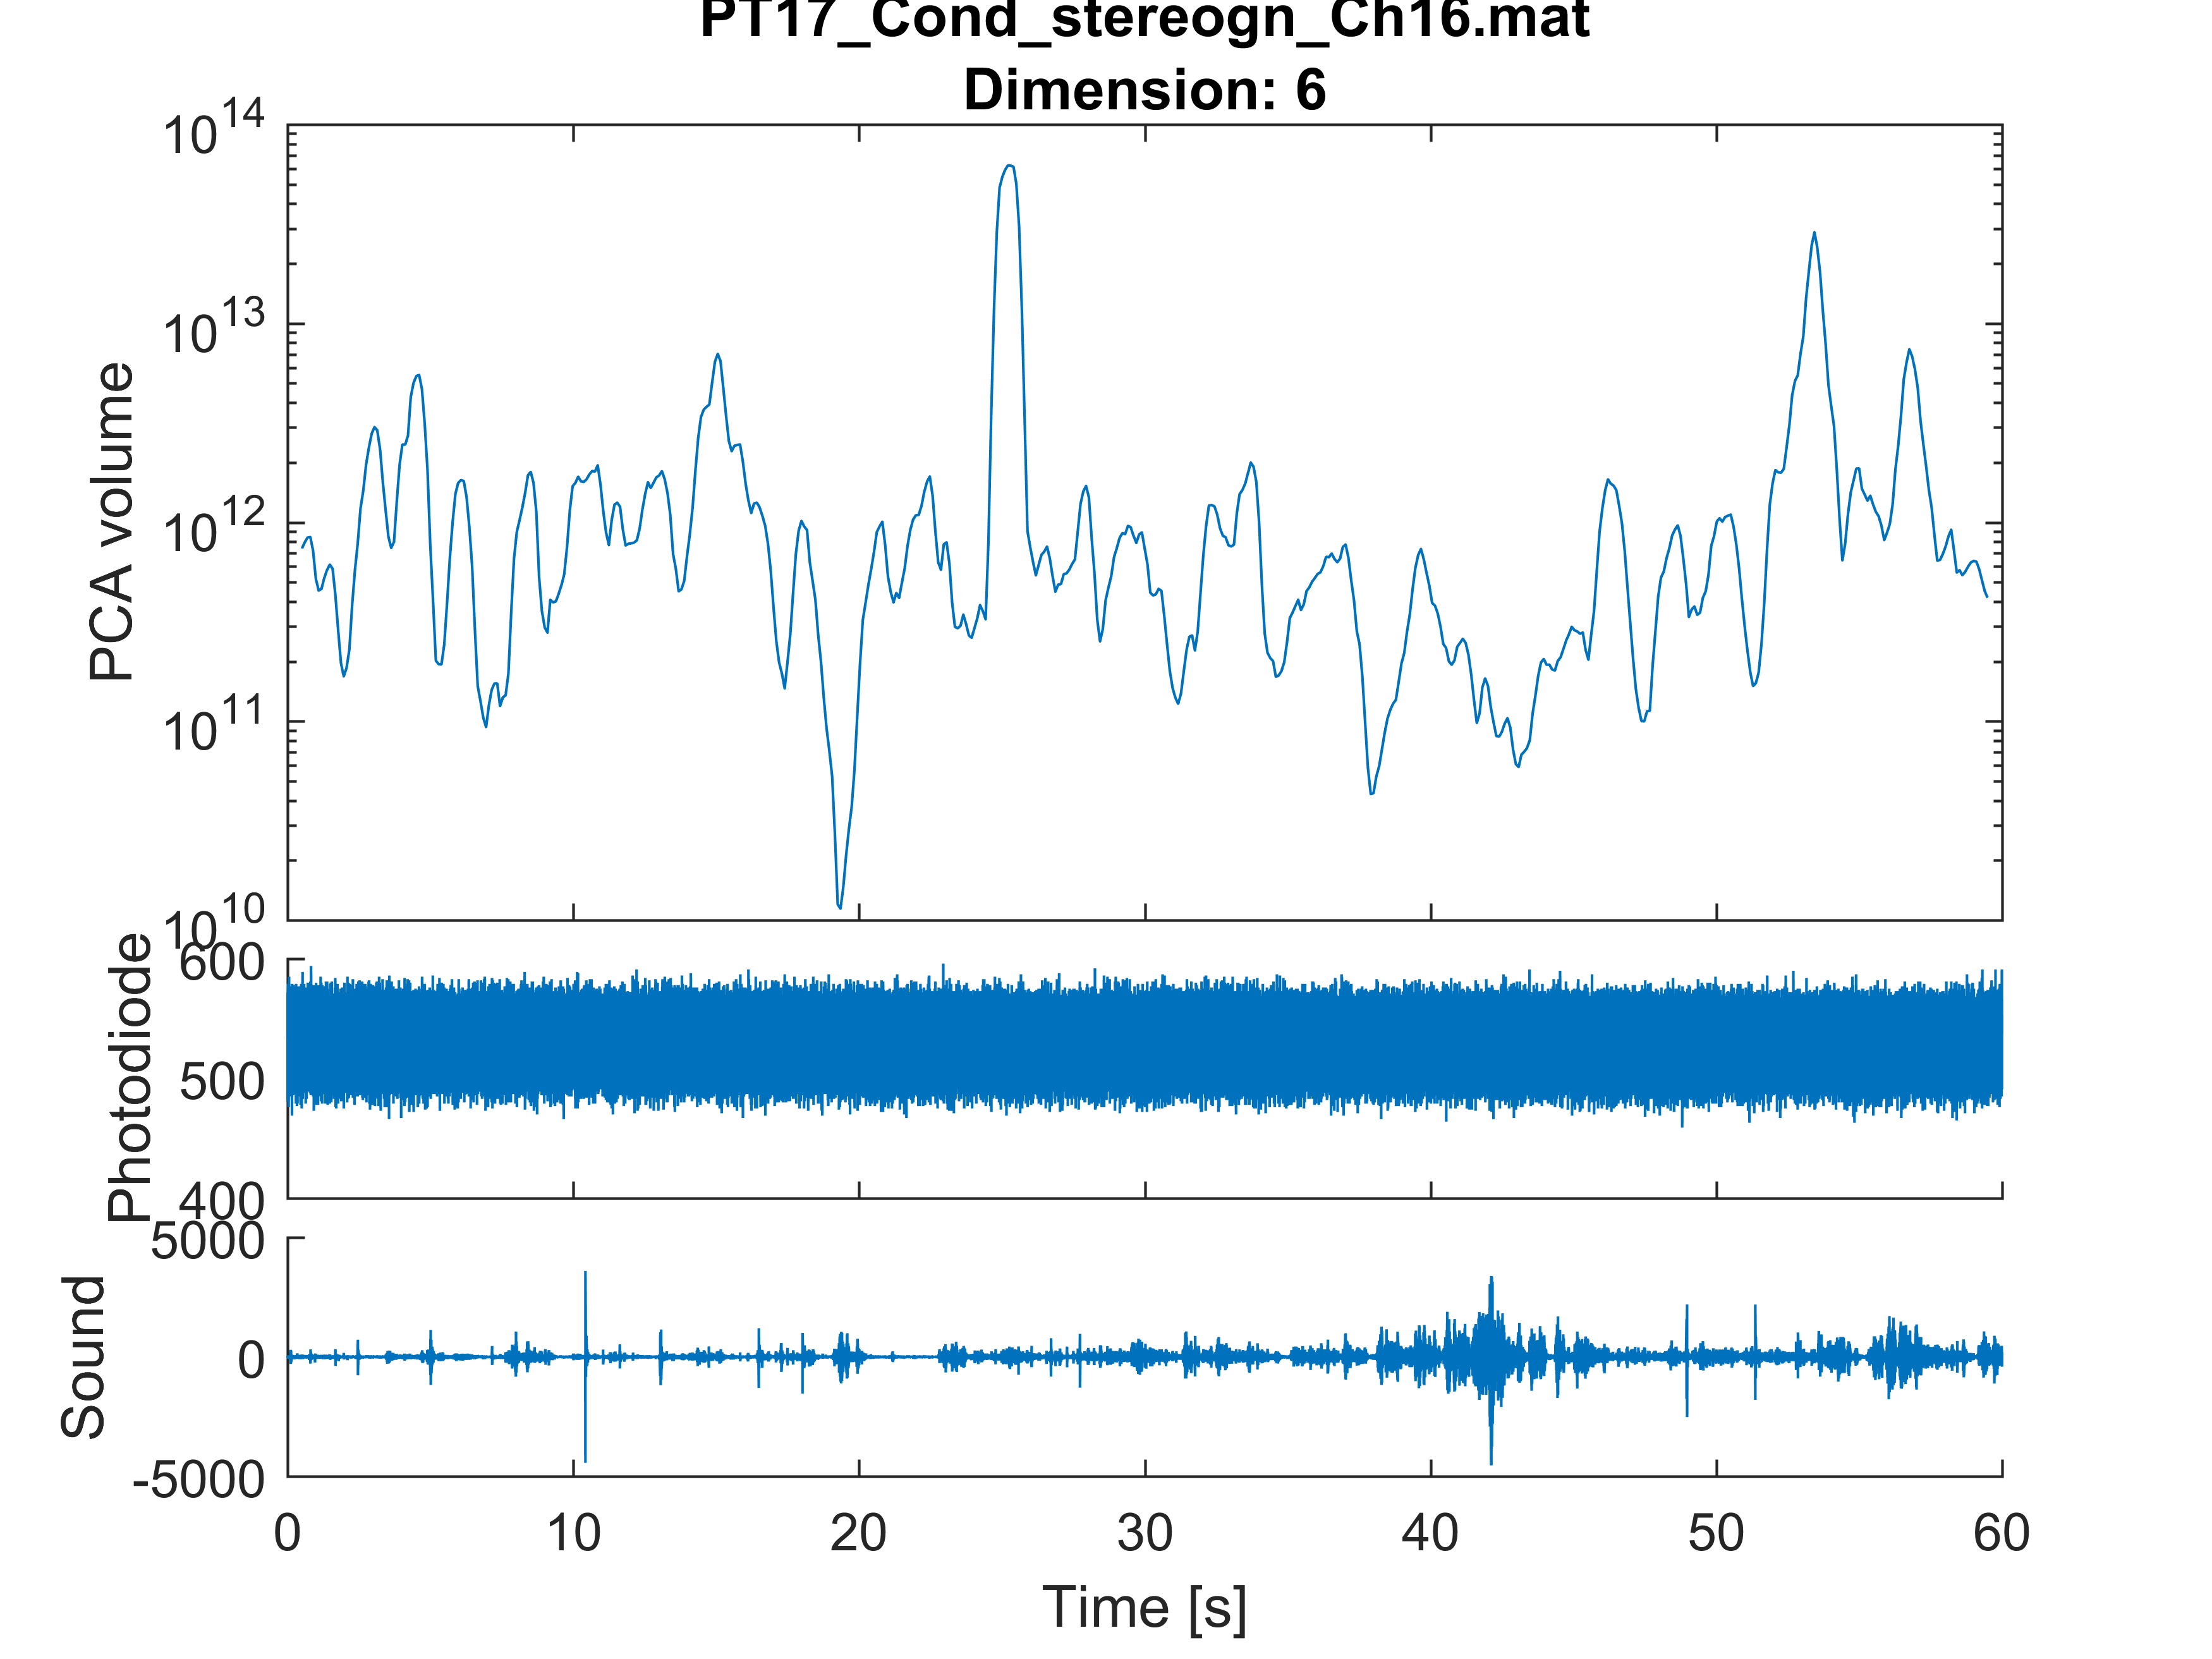 PT17_Cond_stereogn_Ch16.mat
Dimension: 6
PCA volume
10^14
10^13
10^12
10^11
10^10
Photodiode
600
500
400
Sound
5000
0
-5000
0 10 20 30 40 50 60
Time [s]